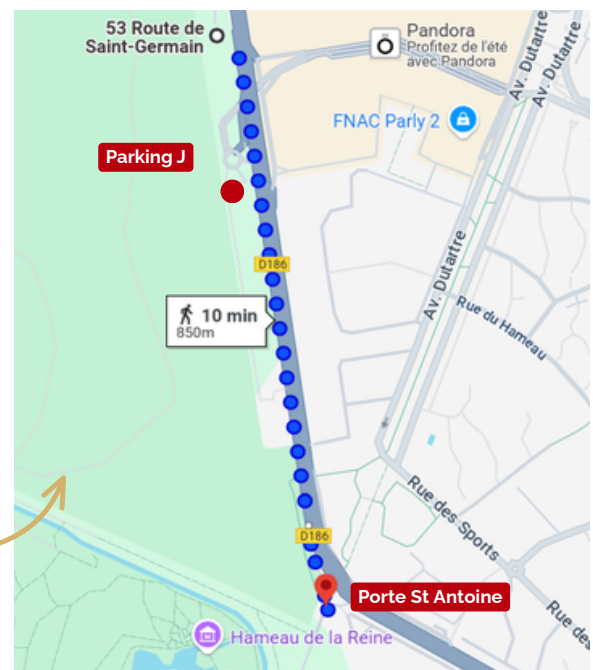 53 Route de
Saint-Germain
Pandora
Profitez de l'été
avec Pandora
Av. Dutartre
Av. Dutartre
FNAC Parly 2
Parking J
D186
10 min
850m
Av. Dutartre
Rue du Hameau
Rue des Sports
D186
Porte St Antoine
Rue des
Hameau de la Reine